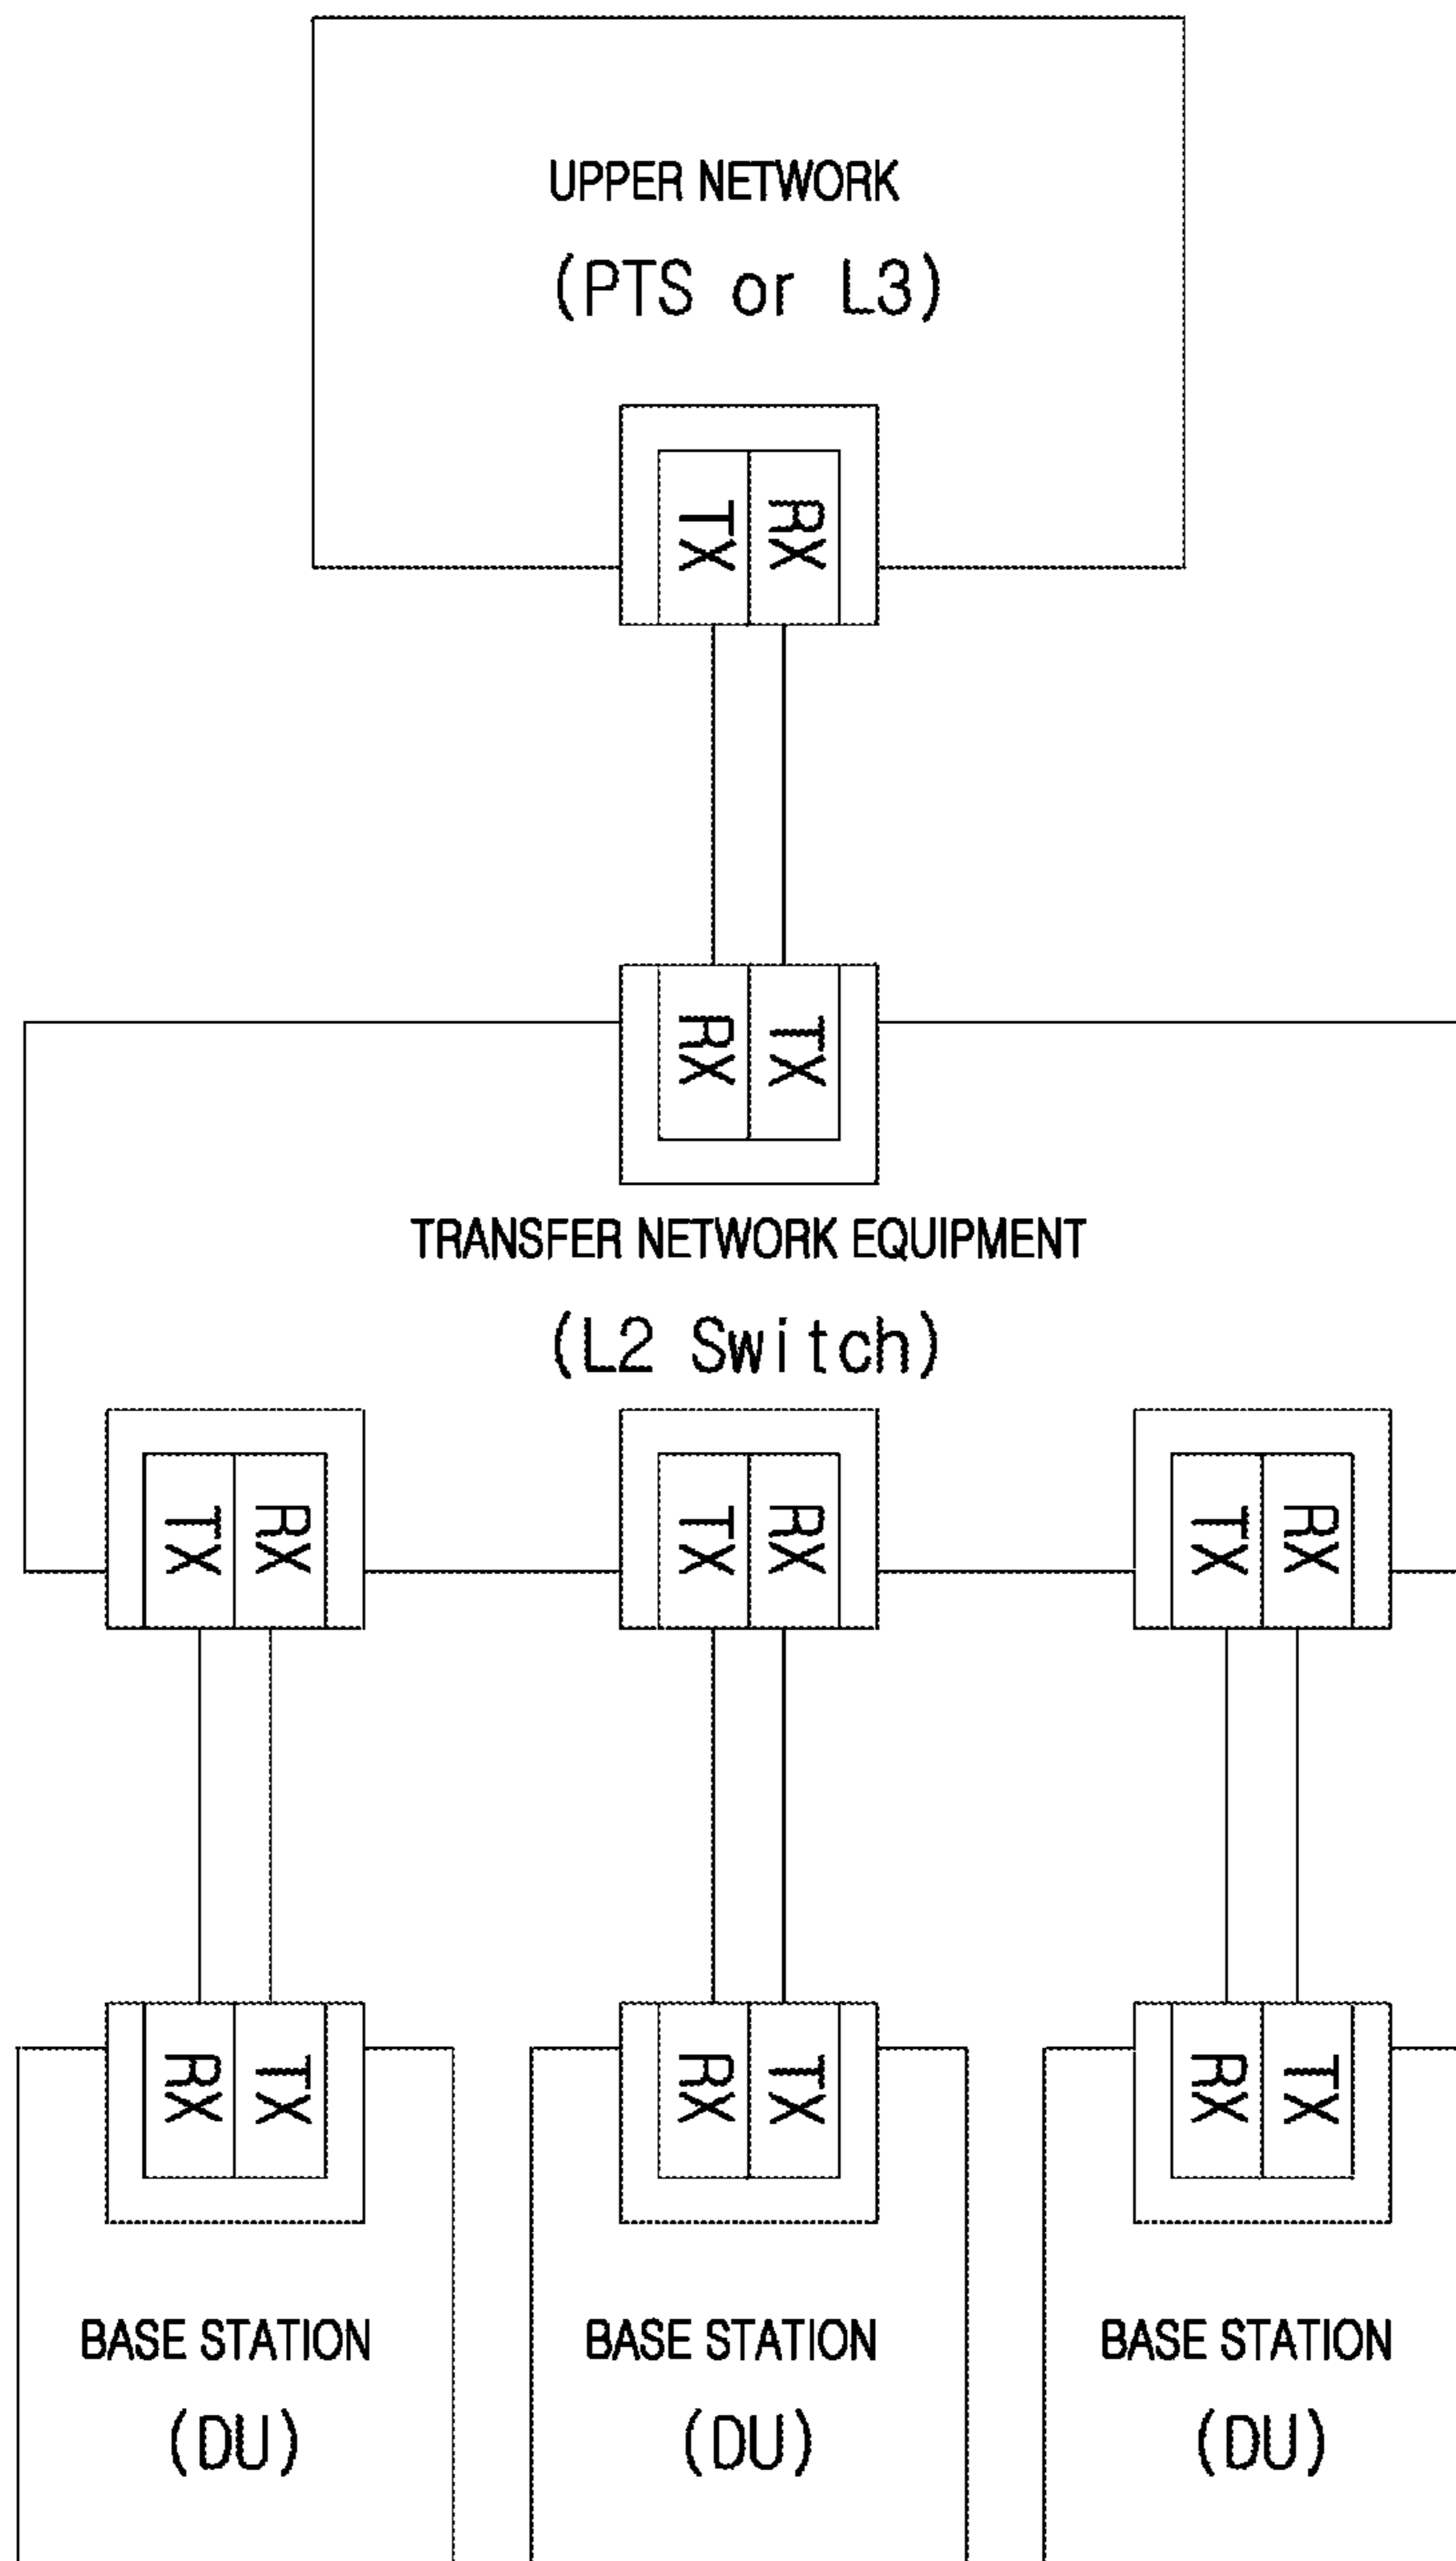 UPPER NETWORK
(PTS or L3)
TX
RX
RX
TX
TRANSFER NETWORK EQUIPMENT
(L2 Switch)
TX
RX
TX
RX
TX
RX
RX
TX
RX
TX
RX
TX
BASE STATION
(DU)
BASE STATION
(DU)
BASE STATION
(DU)